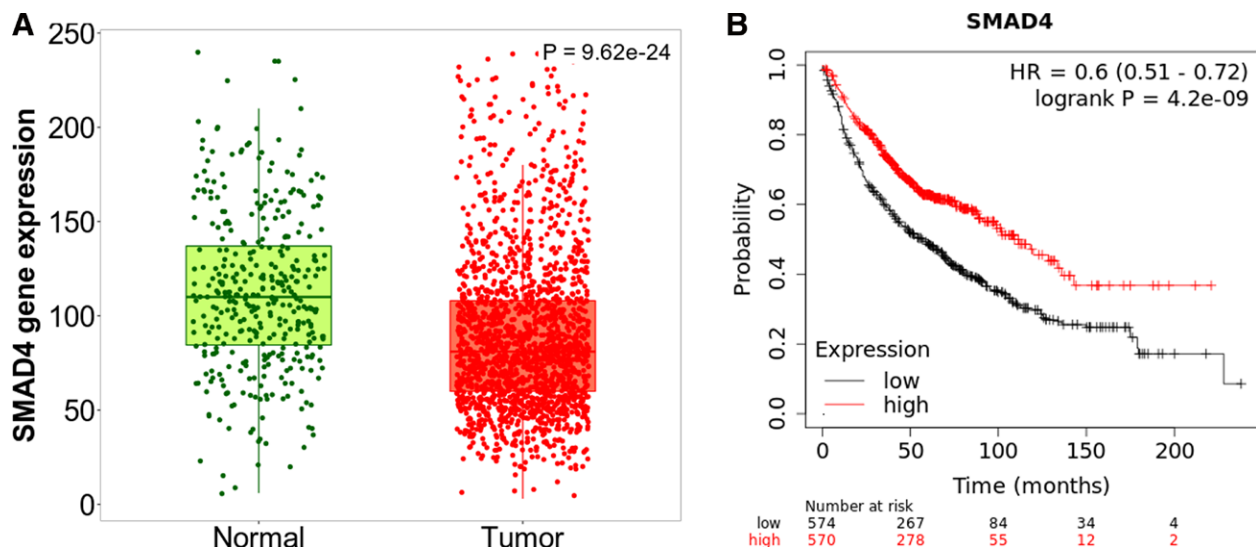 A
SMAD4 gene expression
250
200
150
100
50
0
P = 9.62e-24
Normal
Tumor
B
SMAD4
HR = 0.6 (0.51 - 0.72)
logrank P = 4.2e-09
Probability
1.0
0.8
0.6
0.4
0.2
0.0
Expression
low
high
0 50 100 150 200
Time (months)
Number at risk
low 574 267 84 34 4
high 570 278 55 12 2